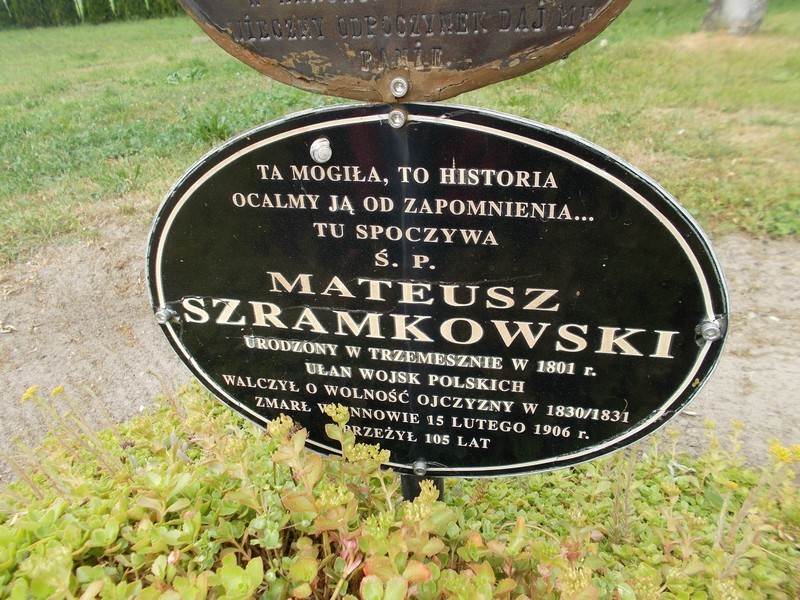 WIECZNY ODPOCZYNEK DAJ MU
PANIE...
TA MOGIŁA, TO HISTORIA
OCALMY JĄ OD ZAPOMNIENIA...
TU SPOCZYWA
Ś. P.
MATEUSZ
SZRAMKOWSKI
URODZONY W TRZEMESZNIE W 1801 r.
UŁAN WOJSK POLSKICH
WALCZYŁ O WOLNOŚĆ OJCZYZNY W 1830/1831
ZMARŁ W 15 LUTEGO 1906 r.
PRZEŻYŁ 105 LAT